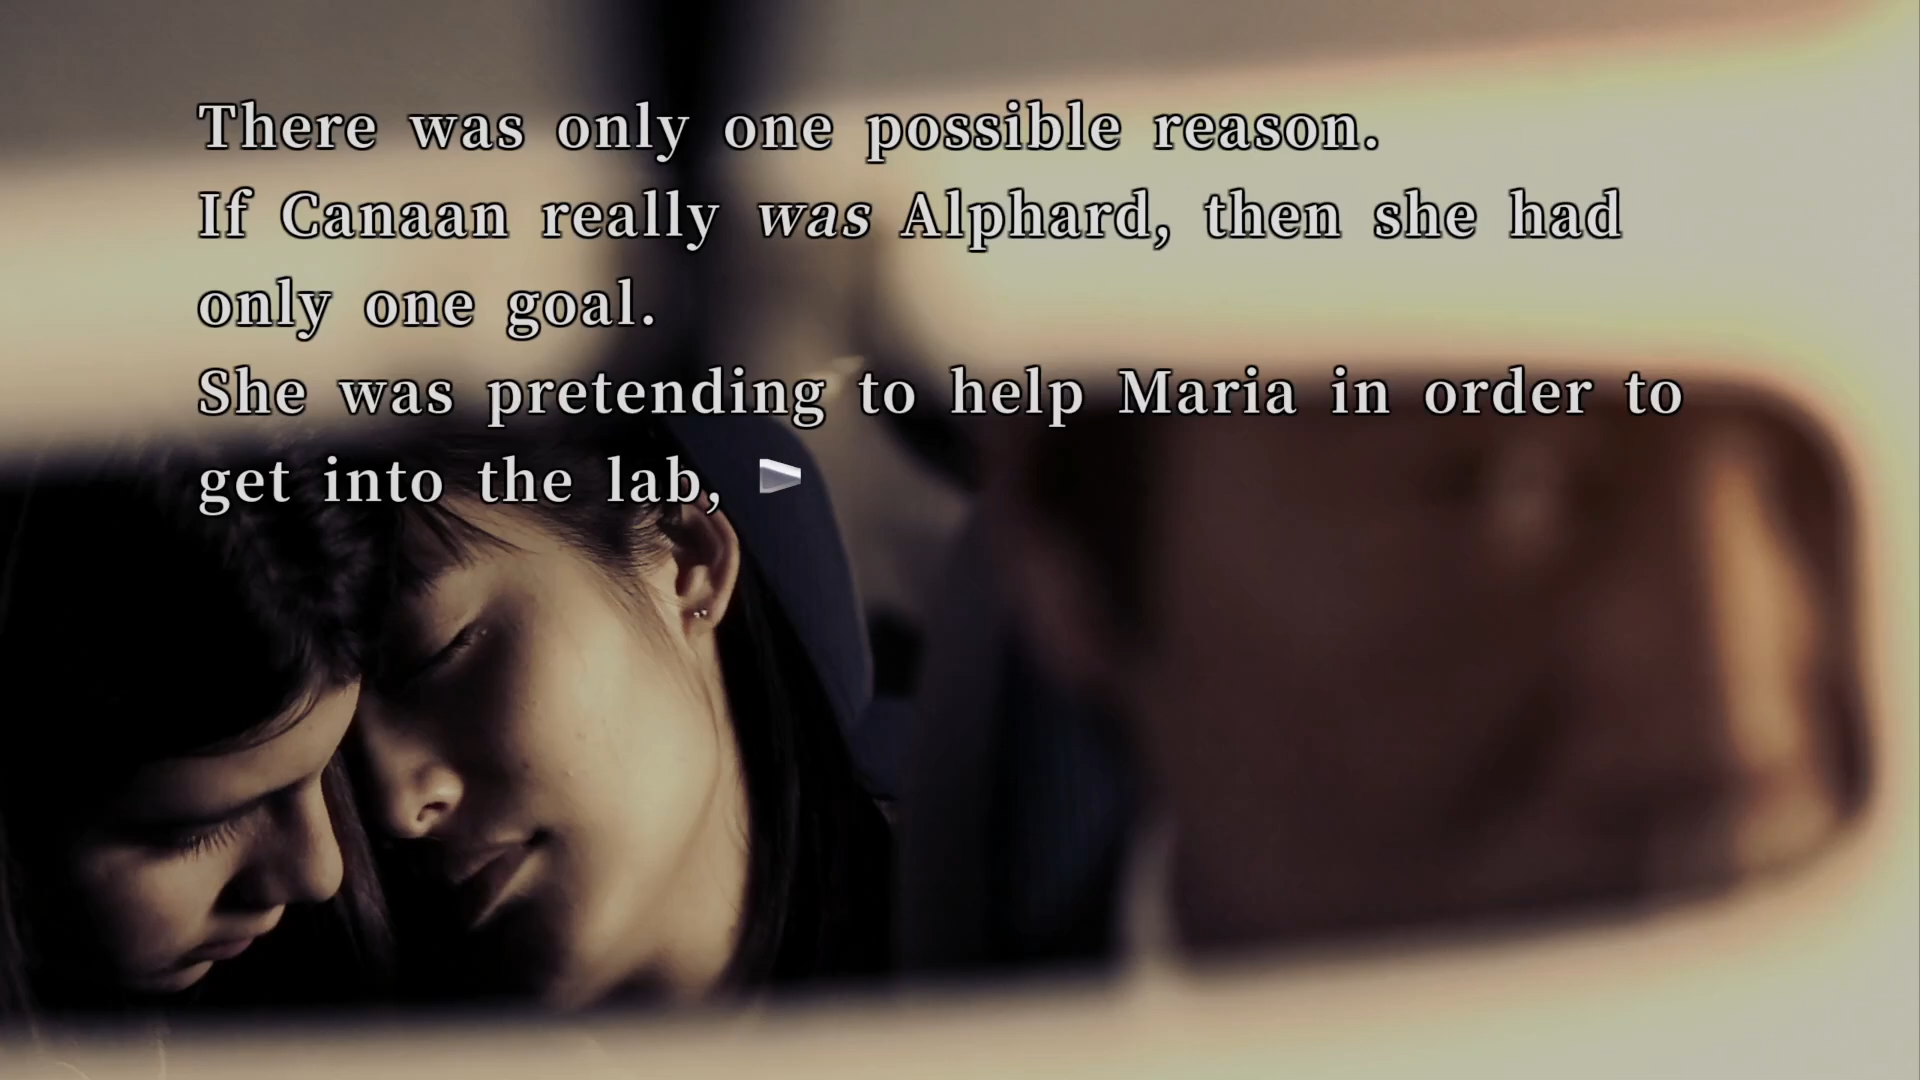 There was only one possible reason.
If Canaan really was Alphard, then she had
only one goal.
She was pretending to help Maria in order to
get into the lab,